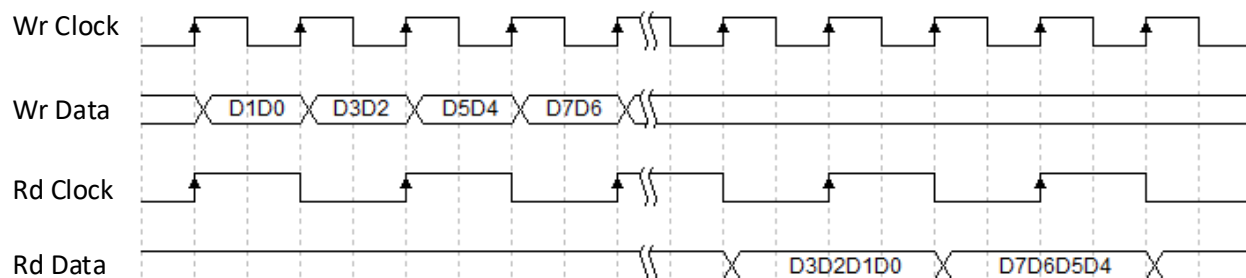 Wr Clock
Wr Data D1D0 D3D2 D5D4 D7D6
Rd Clock
Rd Data D3D2D1D0 D7D6D5D4